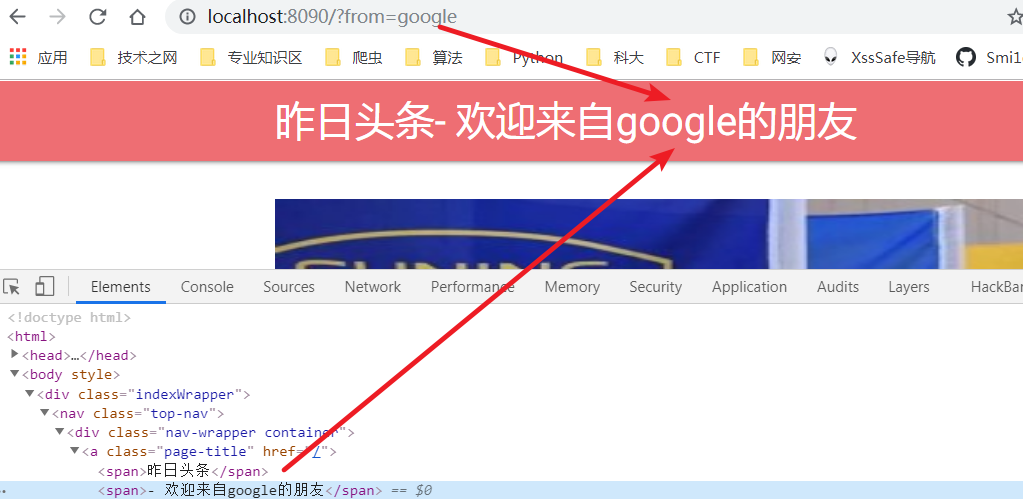 localhost:8090/?from=google
应用 技术之网 专业知识区 爬虫 算法 Python 科大 CTF 网安 XssSafe导航
昨日头条- 欢迎来自google的朋友
SUNING
Elements Console Sources Network Performance Memory Security Application Audits Layers
<!doctype html>
<html>
<head>…</head>
<body style>
<div class="indexWrapper">
<nav class="top-nav">
<div class="nav-wrapper container">
<a class="page-title" href="/">
<span>昨日头条</span>
<span>- 欢迎来自google的朋友</span> == $0